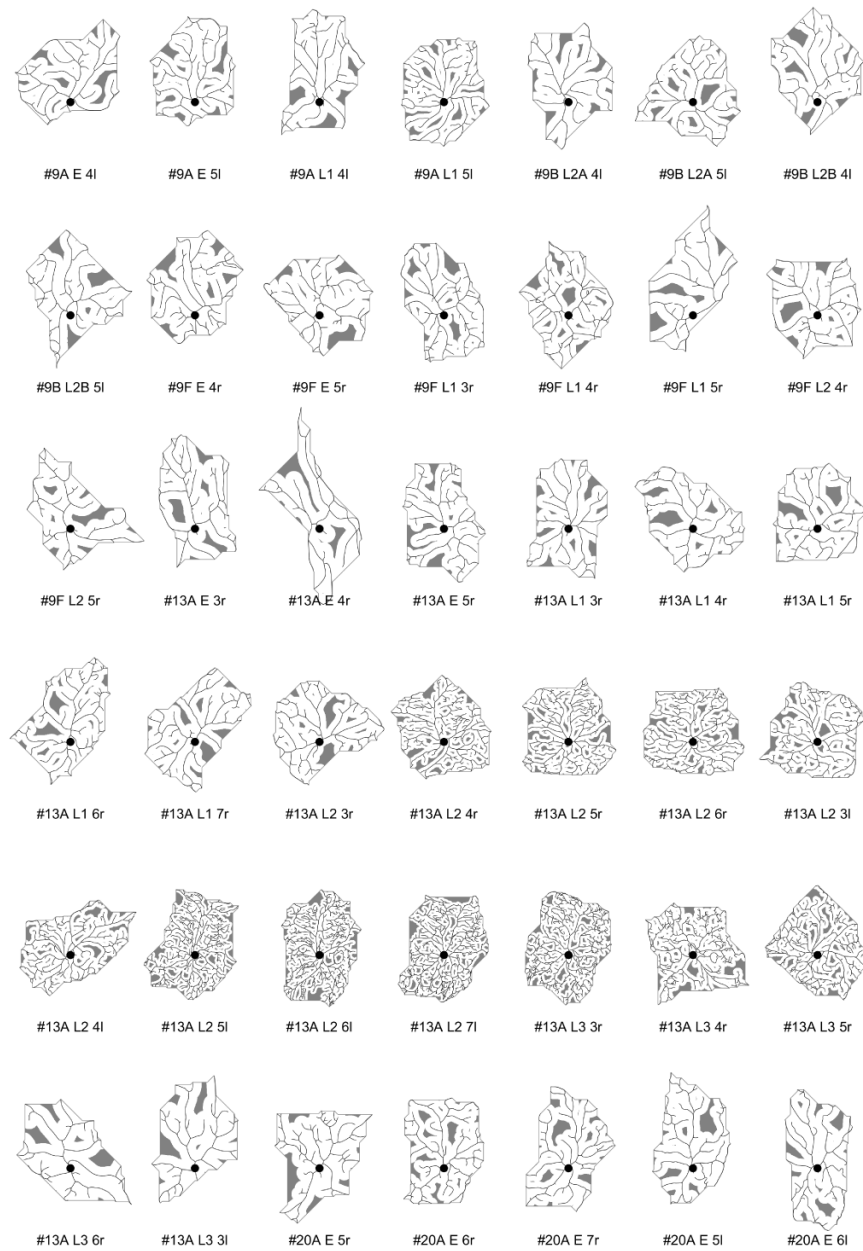 #9A E 4l #9A E 5l #9A L1 4l #9A L1 5l #9B L2A 4l #9B L2A 5l #9B L2B 4l
#9B L2B 5l #9F E 4r #9F E 5r #9F L1 3r #9F L1 4r #9F L1 5r #9F L2 4r
#9F L2 5r #13A E 3r #13A E 4r #13A E 5r #13A L1 3r #13A L1 4r #13A L1 5r
#13A L1 6r #13A L1 7r #13A L2 3r #13A L2 4r #13A L2 5r #13A L2 6r #13A L2 3l
#13A L2 4l #13A L2 5l #13A L2 6l #13A L2 7l #13A L3 3r #13A L3 4r #13A L3 5r
#13A L3 6r #13A L3 3l #20A E 5r #20A E 6r #20A E 7r #20A E 5l #20A E 6l